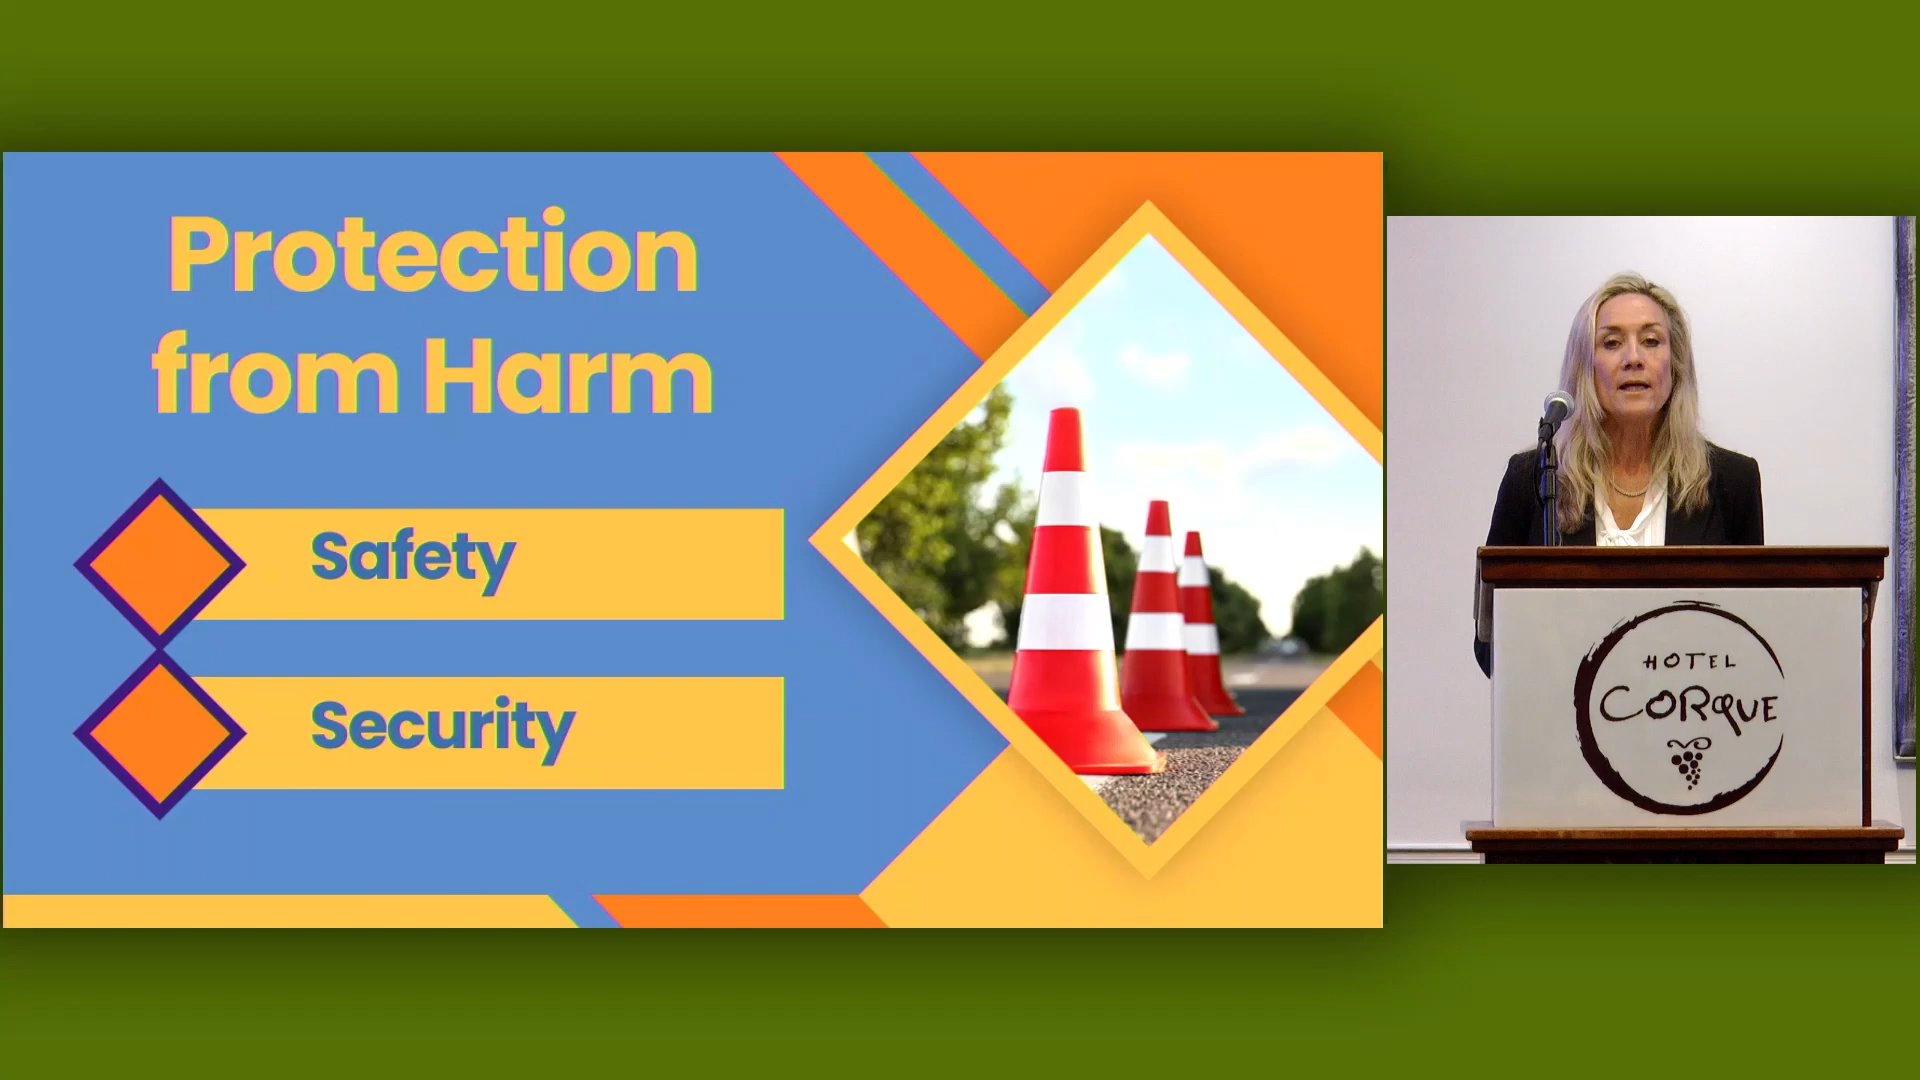 Protection
from Harm
Safety
Security
HOTEL
CORQUE